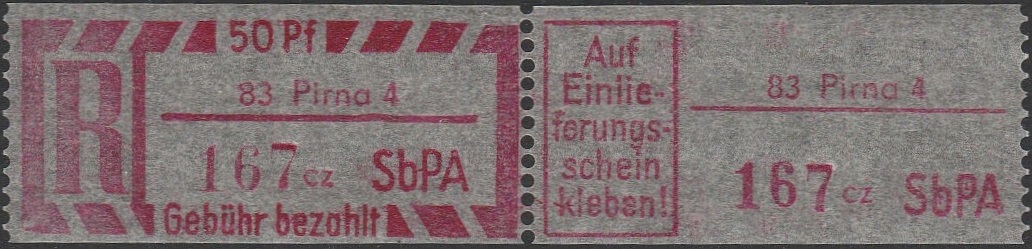 50 Pf
R
83 Pirna 4
167 cz SbPA
Gebühr bezahlt
Auf
Einlie-
ferungs-
schein
kleben!
83 Pirna 4
167 cz SbPA